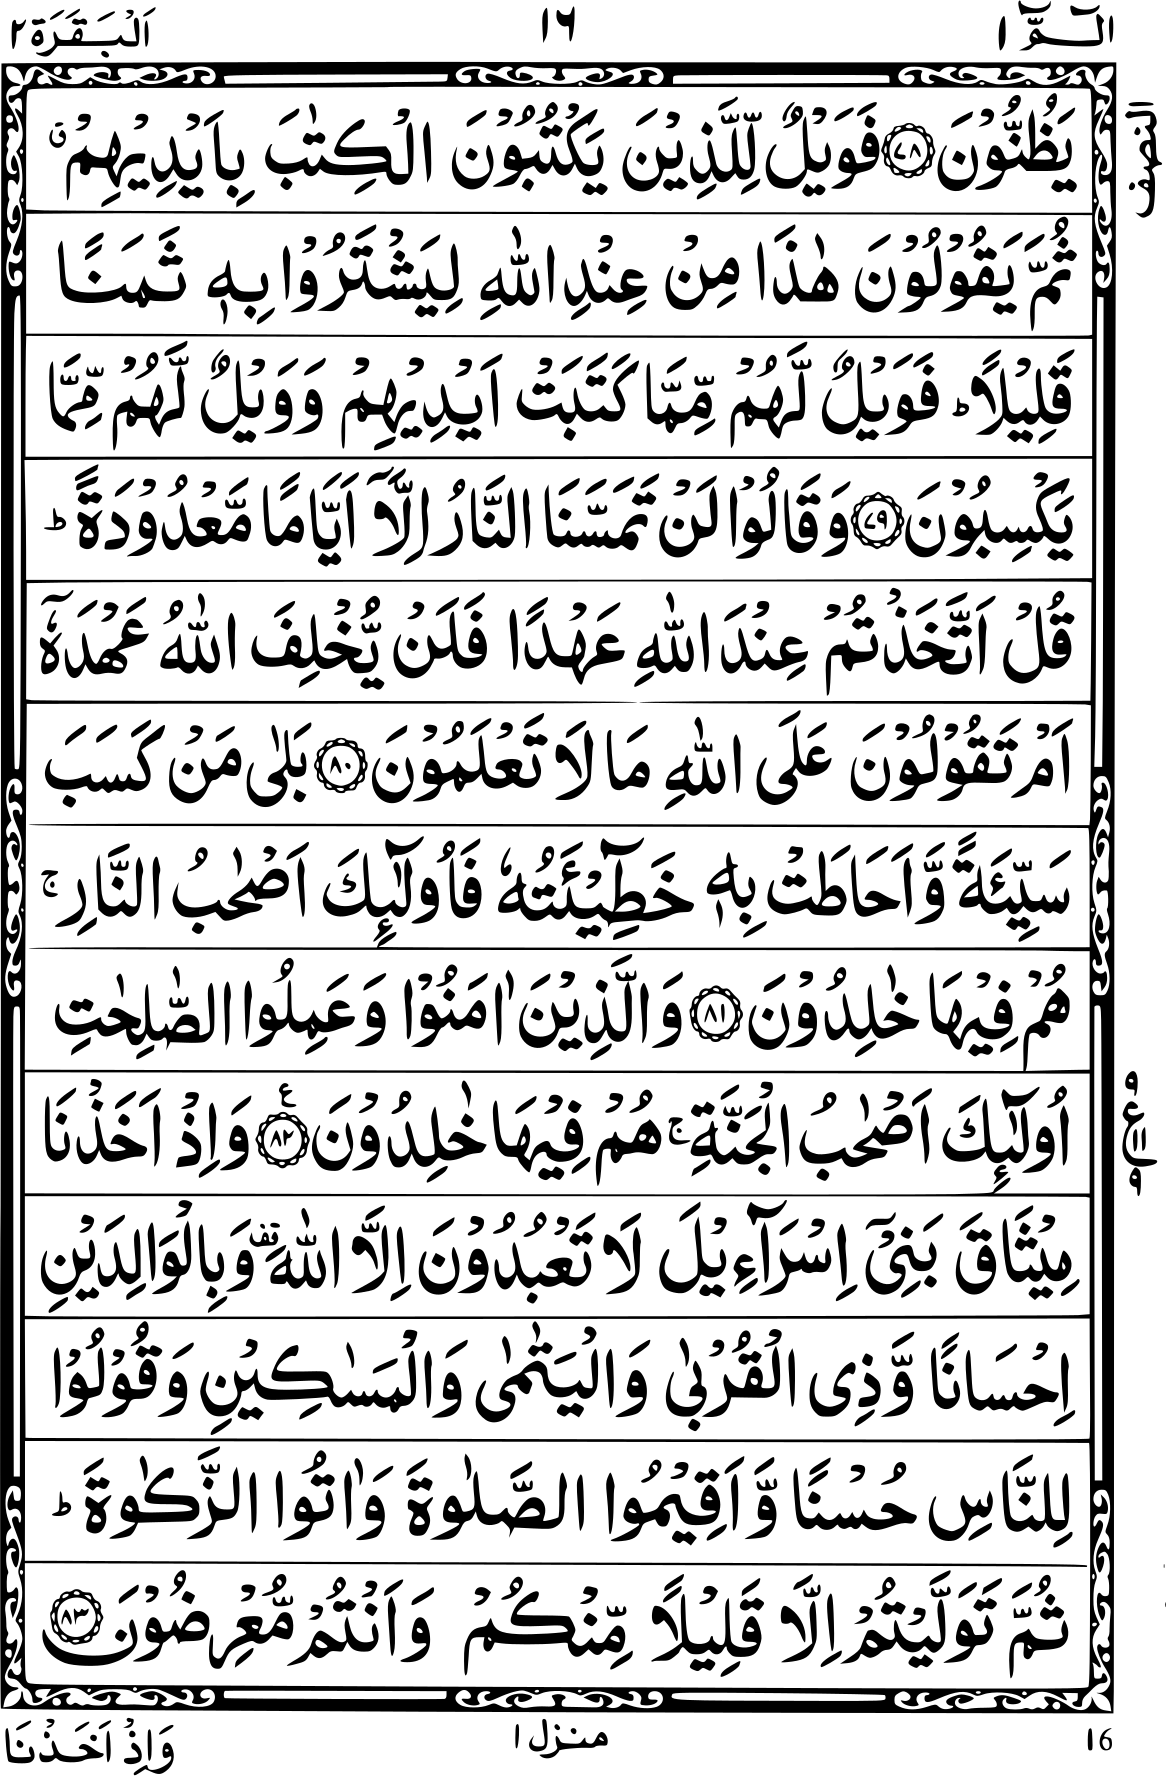 الٓمّٓ ١ ١٦ اَلْبَقَرَة ٢
النصف
يَظُنُّوْنَ ﴿٧٨﴾ فَوَيْلٌ لِّلَّذِيْنَ يَكْتُبُوْنَ الْكِتٰبَ بِاَيْدِيْهِمْ ۗق
ثُمَّ يَقُوْلُوْنَ هٰذَا مِنْ عِنْدِ اللّٰهِ لِيَشْتَرُوْا بِهٖ ثَمَنًا
قَلِيْلًا ؕ فَوَيْلٌ لَّهُمْ مِّمَّا كَتَبَتْ اَيْدِيْهِمْ وَوَيْلٌ لَّهُمْ مِّمَّا
يَكْسِبُوْنَ ﴿٧٩﴾ وَقَالُوْا لَنْ تَمَسَّنَا النَّارُ اِلَّاۤ اَيَّامًا مَّعْدُوْدَةً ؕ
قُلْ اَتَّخَذْتُمْ عِنْدَ اللّٰهِ عَهْدًا فَلَنْ يُّخْلِفَ اللّٰهُ عَهْدَهٗۤ
اَمْ تَقُوْلُوْنَ عَلَى اللّٰهِ مَا لَا تَعْلَمُوْنَ ﴿٨٠﴾ بَلٰى مَنْ كَسَبَ
سَيِّئَةً وَّاَحَاطَتْ بِهٖ خَطِيْٓئَتُهٗ فَاُولٰٓئِكَ اَصْحٰبُ النَّارِ ۚ
هُمْ فِيْهَا خٰلِدُوْنَ ﴿٨١﴾ وَالَّذِيْنَ اٰمَنُوْا وَعَمِلُوا الصّٰلِحٰتِ
اُولٰٓئِكَ اَصْحٰبُ الْجَنَّةِ ۚ هُمْ فِيْهَا خٰلِدُوْنَ ﴿٨٢﴾ ع وَاِذْ اَخَذْنَا
مِيْثَاقَ بَنِىْۤ اِسْرَآءِيْلَ لَا تَعْبُدُوْنَ اِلَّا اللّٰهَ قف وَبِالْوَالِدَيْنِ
اِحْسَانًا وَّذِى الْقُرْبٰى وَالْيَتٰمٰى وَالْمَسٰكِيْنِ وَقُوْلُوْا
لِلنَّاسِ حُسْنًا وَّاَقِيْمُوا الصَّلٰوةَ وَاٰتُوا الزَّكٰوةَ ؕ
ثُمَّ تَوَلَّيْتُمْ اِلَّا قَلِيْلًا مِّنْكُمْ وَاَنْتُمْ مُّعْرِضُوْنَ ﴿٨٣﴾
16 منزل ١ وَاِذْ اَخَذْنَا